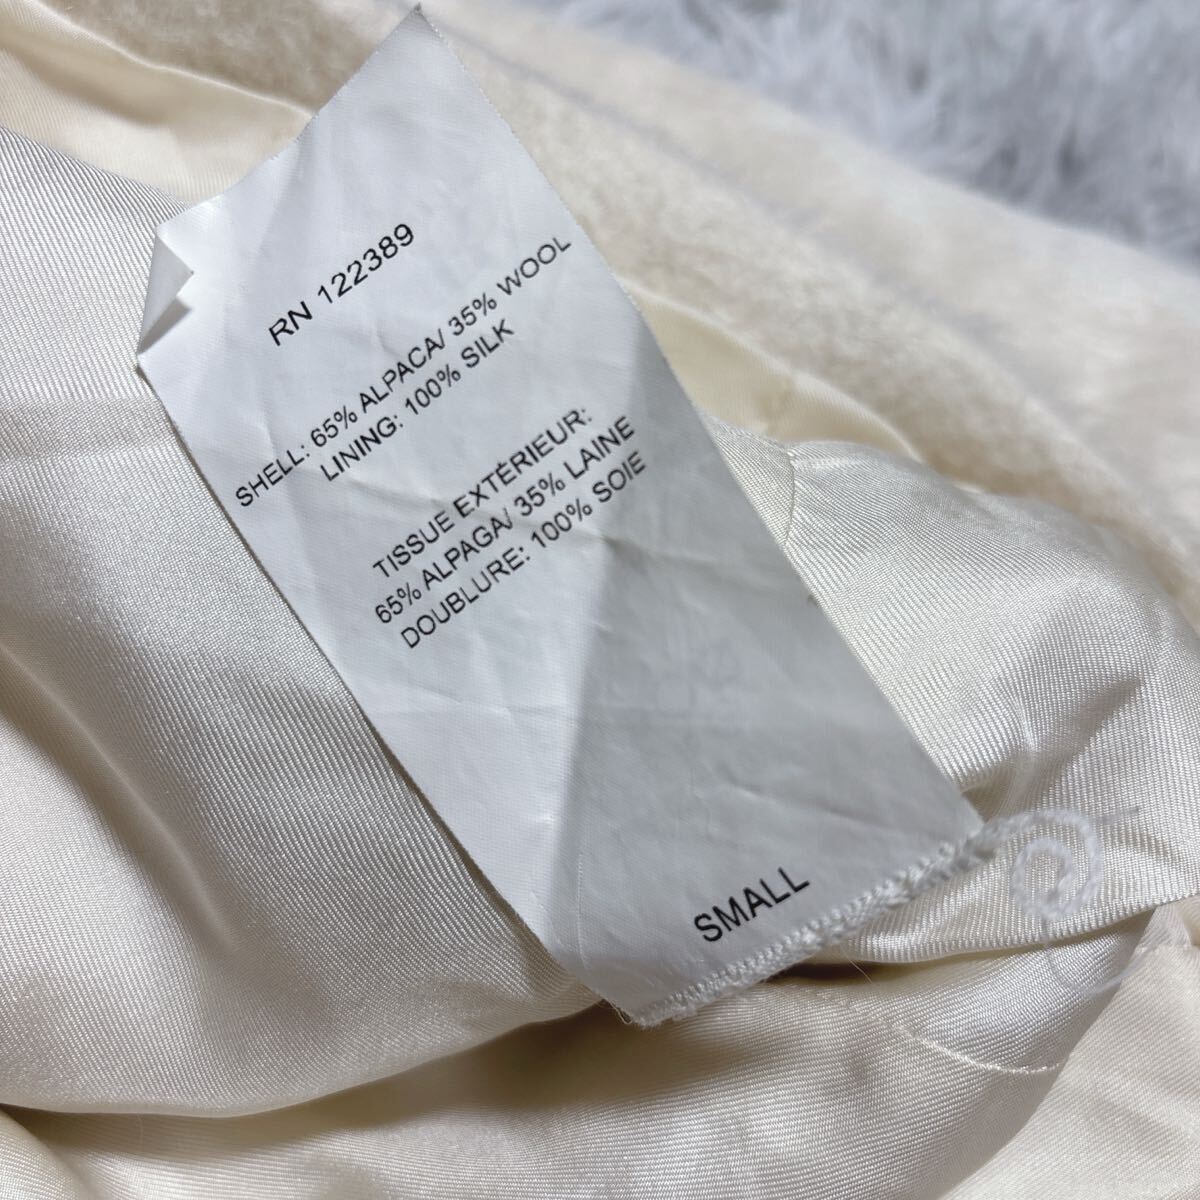 RN 122389
SHELL: 65% ALPACA/ 35% WOOL
LINING: 100% SILK
TISSUE EXTÉRIEUR:
65% ALPAGA/ 35% LAINE
DOUBLURE: 100% SOIE
SMALL